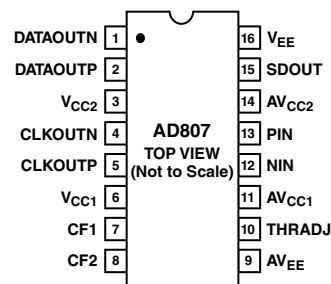 DATAOUTN 1 16 VEE
DATAOUTP 2 15 SDOUT
VCC2 3 14 AVCC2
CLKOUTN 4 AD807 13 PIN
CLKOUTP 5 TOP VIEW 12 NIN
(Not to Scale)
VCC1 6 11 AVCC1
CF1 7 10 THRADJ
CF2 8 9 AVEE